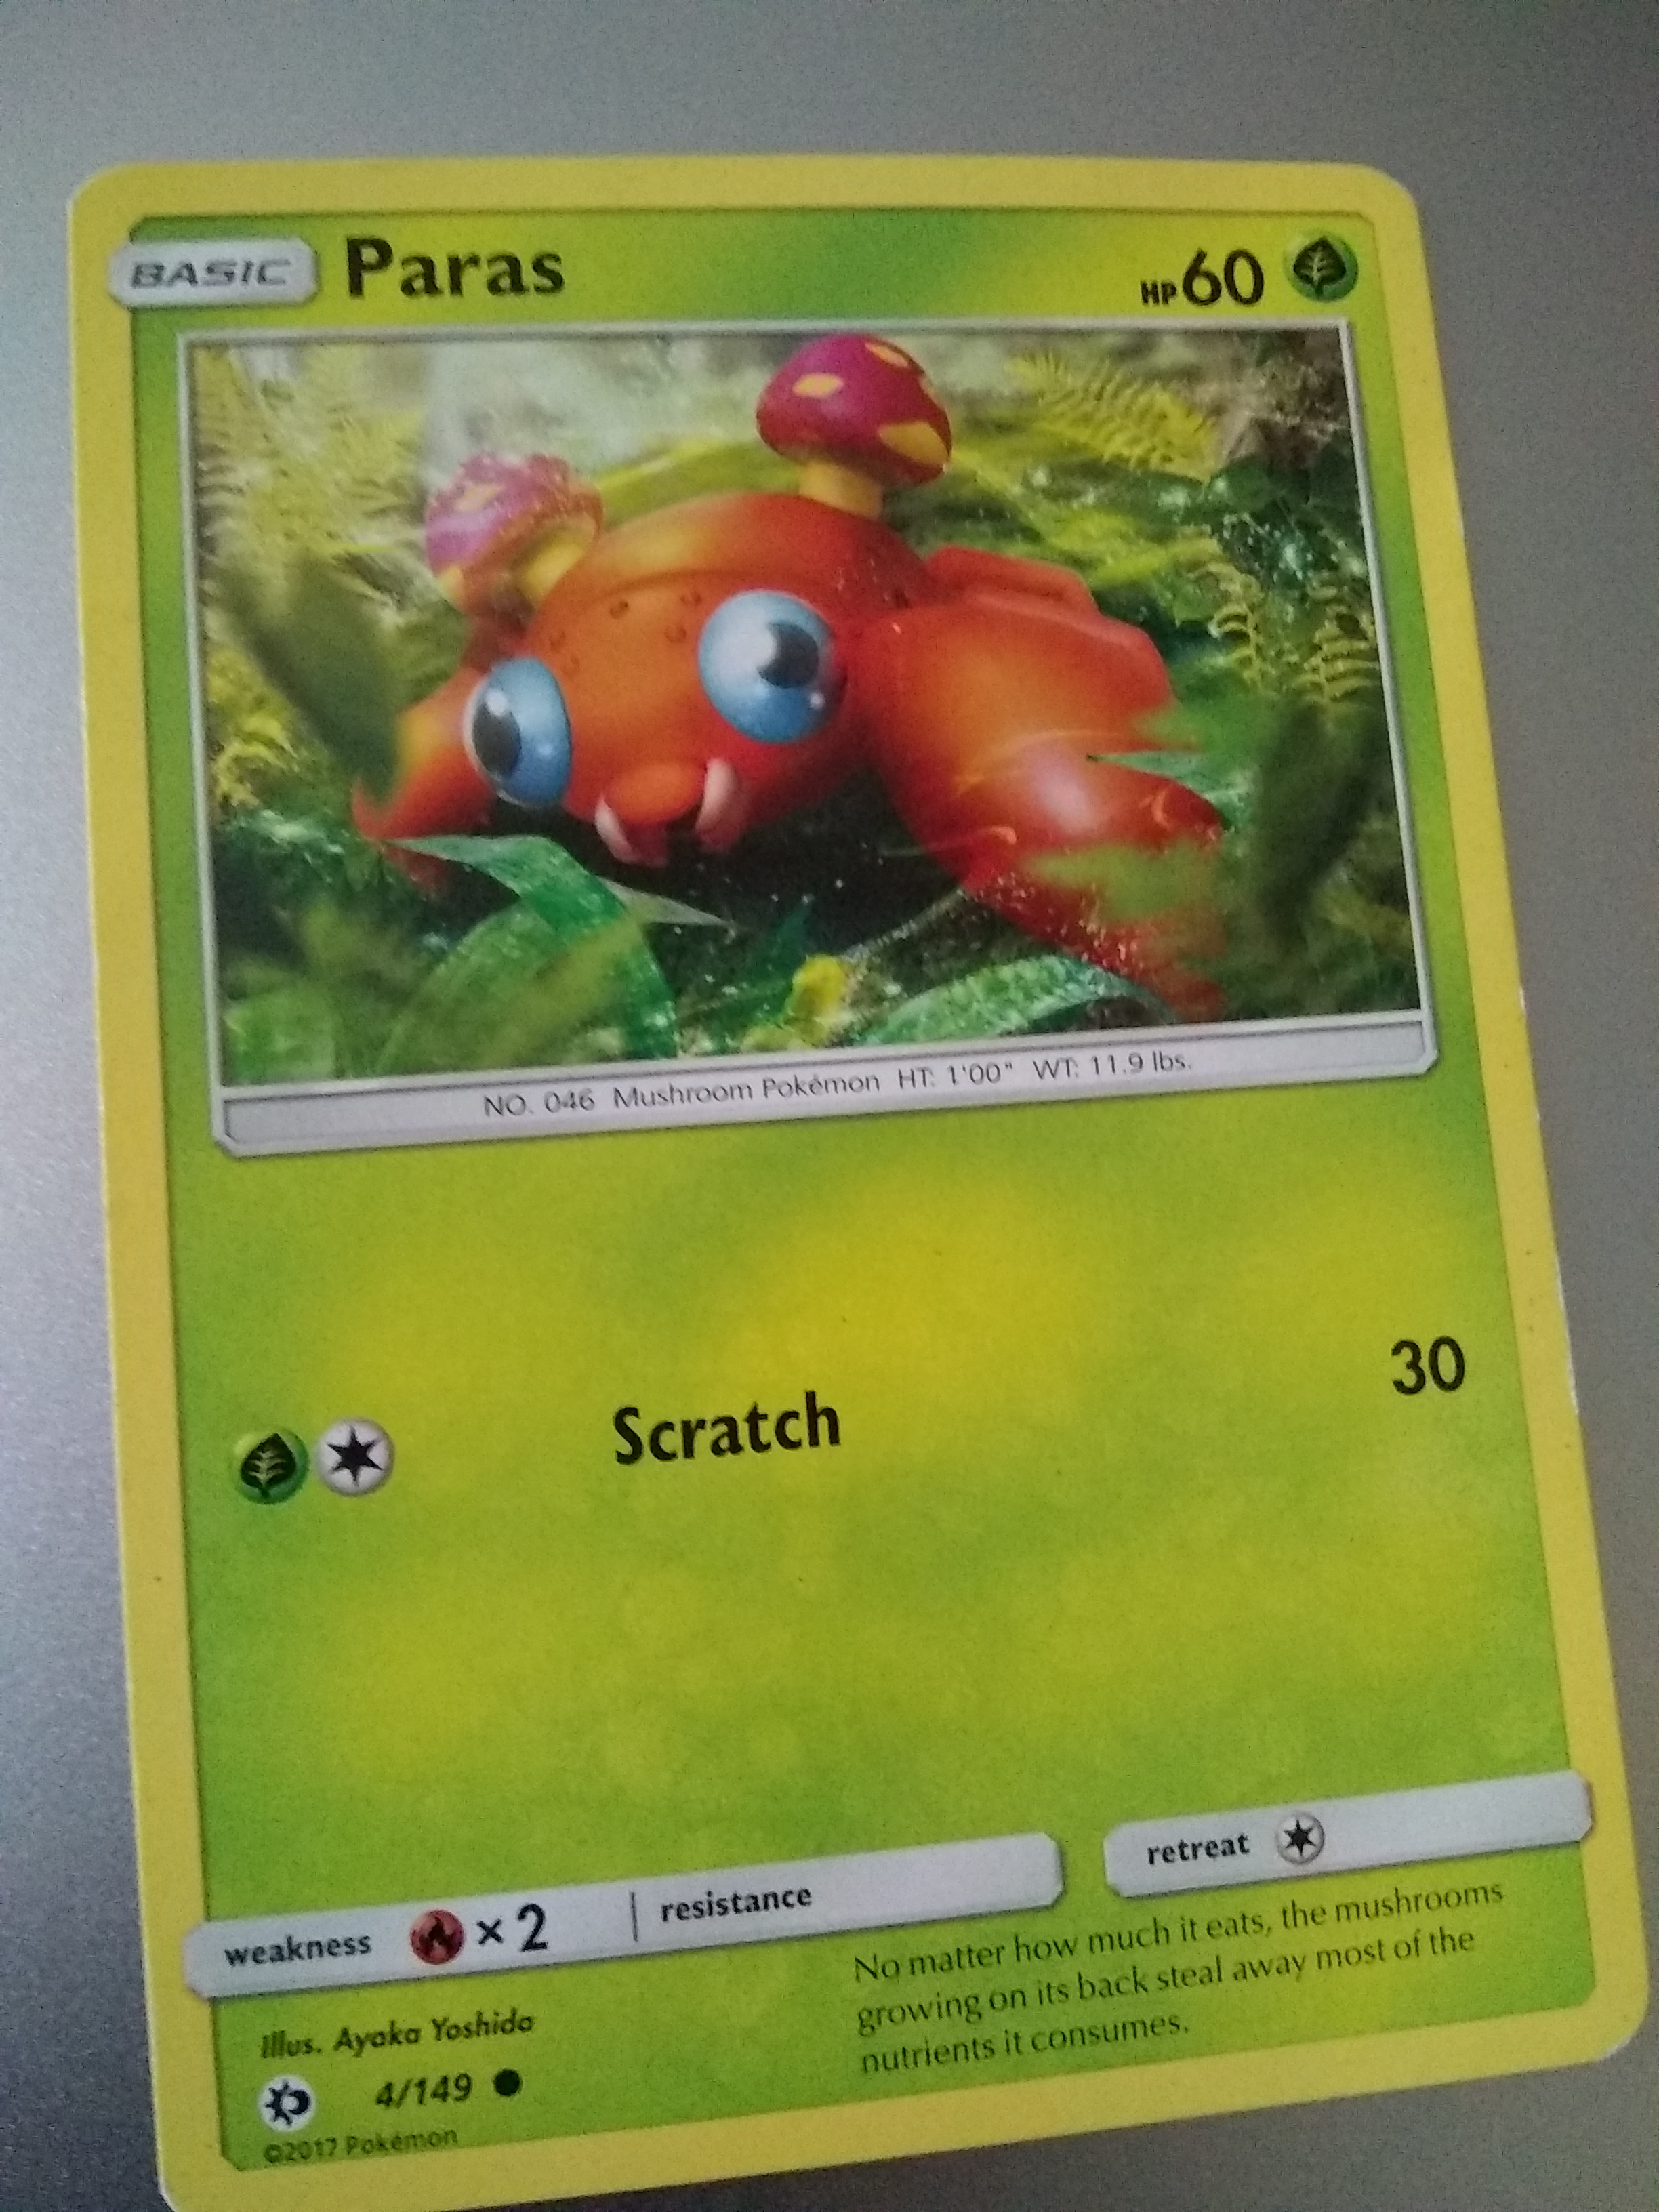 BASIC Paras HP 60
NO. 046 Mushroom Pokémon HT: 1'00" WT: 11.9 lbs.
Scratch 30
weakness ×2 resistance retreat
No matter how much it eats, the mushrooms
growing on its back steal away most of the
nutrients it consumes.
Illus. Ayaka Yoshida
4/149
©2017 Pokémon